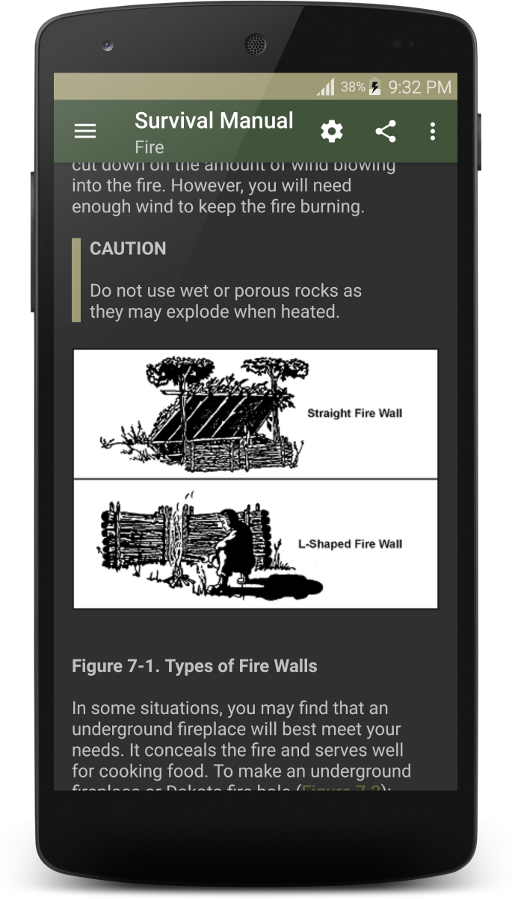 38% 9:32 PM
Survival Manual
Fire
cut down on the amount of wind blowing
into the fire. However, you will need
enough wind to keep the fire burning.
CAUTION
Do not use wet or porous rocks as
they may explode when heated.
Straight Fire Wall
L-Shaped Fire Wall
Figure 7-1. Types of Fire Walls
In some situations, you may find that an
underground fireplace will best meet your
needs. It conceals the fire and serves well
for cooking food. To make an underground
fireplace or Dakota fire hole (Figure 7-2):